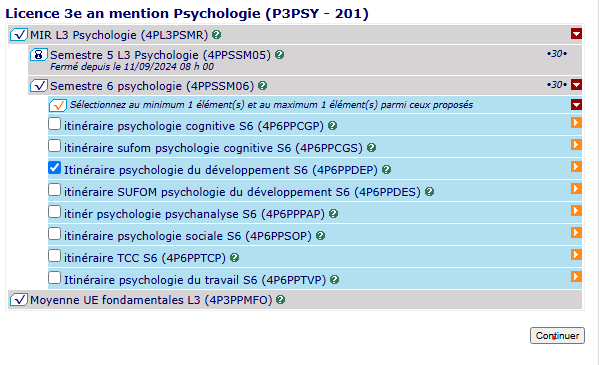 Licence 3e an mention Psychologie (P3PSY - 201)
MIR L3 Psychologie (4PL3PSMR) ?
Semestre 5 L3 Psychologie (4PPSSM05) ? •30•
Fermé depuis le 11/09/2024 08 h 00
Semestre 6 psychologie (4PPSSM06) ? •30•
Sélectionnez au minimum 1 élément(s) et au maximum 1 élément(s) parmi ceux proposés
itinéraire psychologie cognitive S6 (4P6PPCGP) ?
itinéraire sufom psychologie cognitive S6 (4P6PPCGS) ?
Itinéraire psychologie du développement S6 (4P6PPDEP) ?
itinéraire SUFOM psychologie du développement S6 (4P6PPDES) ?
itinér psychologie psychanalyse S6 (4P6PPPAP) ?
itinéraire psychologie sociale S6 (4P6PPSOP) ?
itinéraire TCC S6 (4P6PPTCP) ?
Itinéraire psychologie du travail S6 (4P6PPTVP) ?
Moyenne UE fondamentales L3 (4P3PPMFO) ?
Continuer